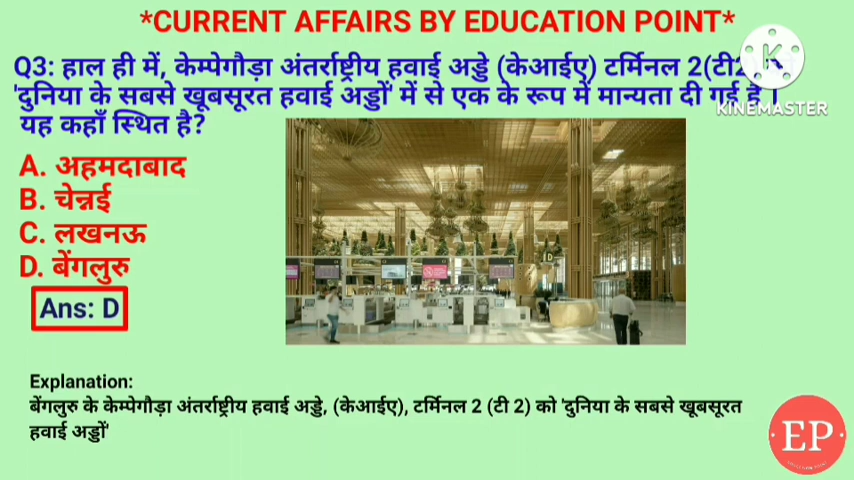 *CURRENT AFFAIRS BY EDUCATION POINT*
Q3: हाल ही में, केम्पेगौड़ा अंतर्राष्ट्रीय हवाई अड्डे (केआईए) टर्मिनल 2(टी2) को
'दुनिया के सबसे खूबसूरत हवाई अड्डों' में से एक के रूप में मान्यता दी गई है।
यह कहाँ स्थित है?
KINEMASTER
A. अहमदाबाद
B. चेन्नई
C. लखनऊ
D. बेंगलुरु
Ans: D
Explanation:
बेंगलुरु के केम्पेगौड़ा अंतर्राष्ट्रीय हवाई अड्डे, (केआईए), टर्मिनल 2 (टी 2) को 'दुनिया के सबसे खूबसूरत
हवाई अड्डों'
EP